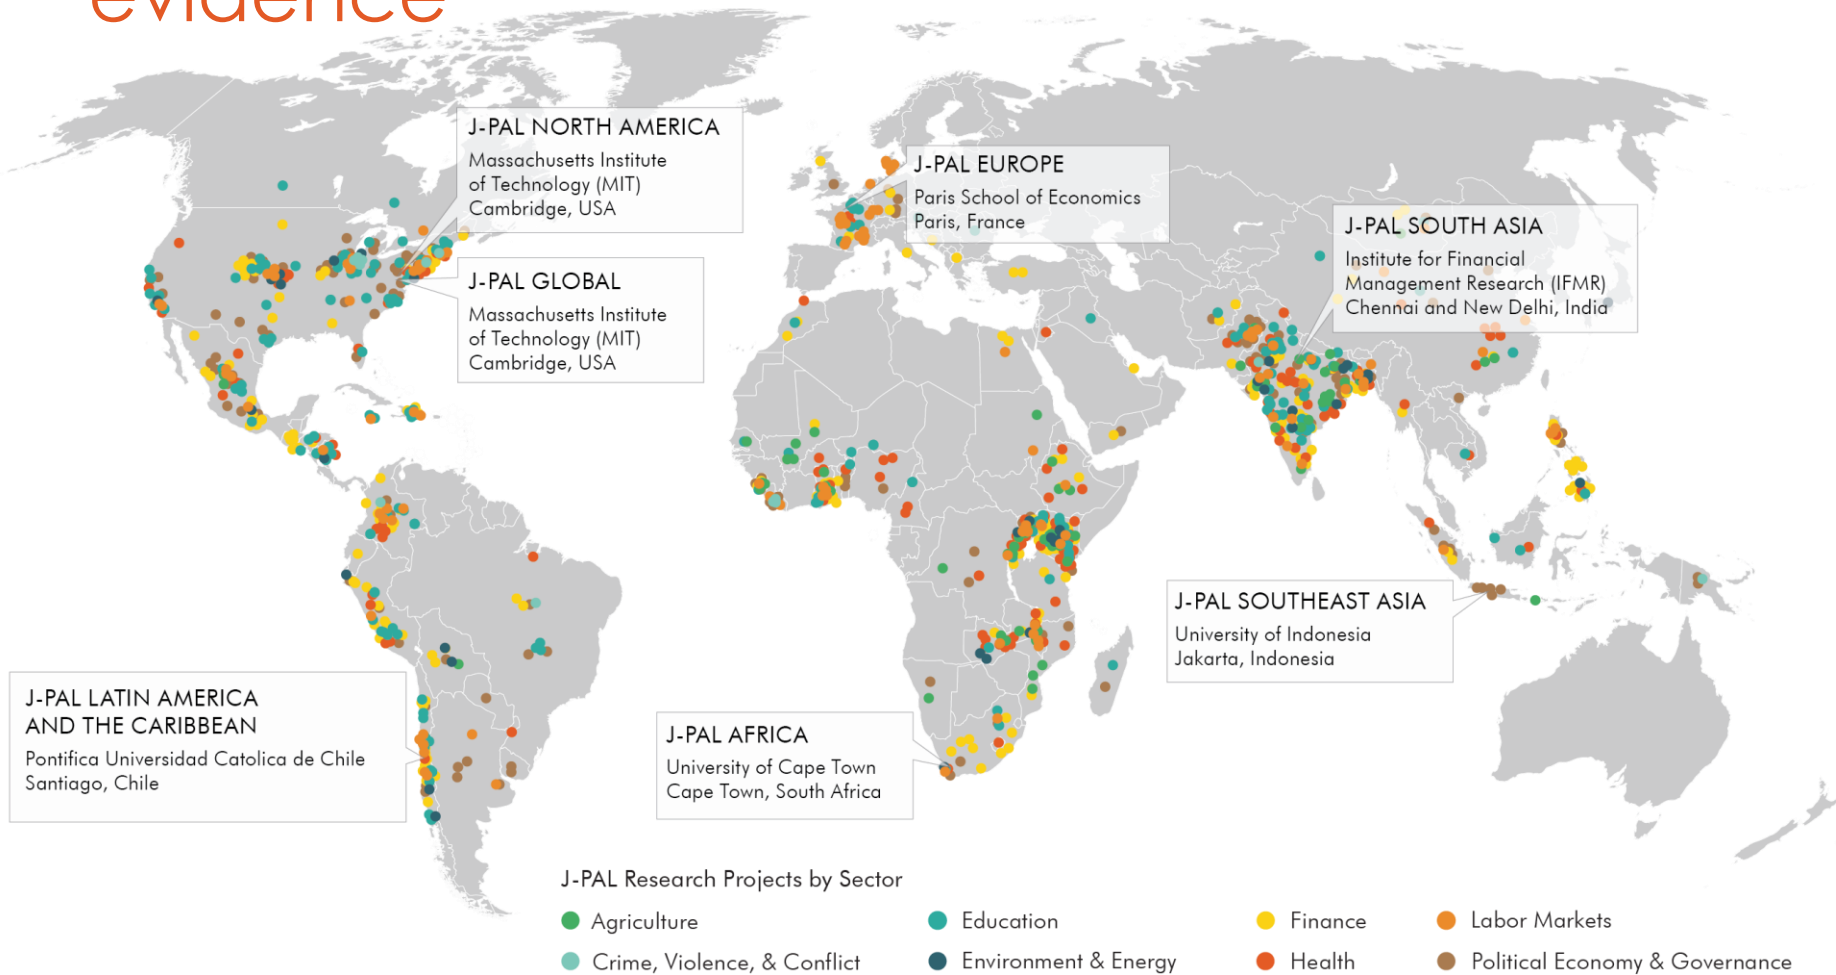 evidence
J-PAL NORTH AMERICA
Massachusetts Institute
of Technology (MIT)
Cambridge, USA
J-PAL GLOBAL
Massachusetts Institute
of Technology (MIT)
Cambridge, USA
J-PAL EUROPE
Paris School of Economics
Paris, France
J-PAL SOUTH ASIA
Institute for Financial
Management Research (IFMR)
Chennai and New Delhi, India
J-PAL SOUTHEAST ASIA
University of Indonesia
Jakarta, Indonesia
J-PAL LATIN AMERICA
AND THE CARIBBEAN
Pontifica Universidad Catolica de Chile
Santiago, Chile
J-PAL AFRICA
University of Cape Town
Cape Town, South Africa
J-PAL Research Projects by Sector
Agriculture
Education
Finance
Labor Markets
Crime, Violence, & Conflict
Environment & Energy
Health
Political Economy & Governance